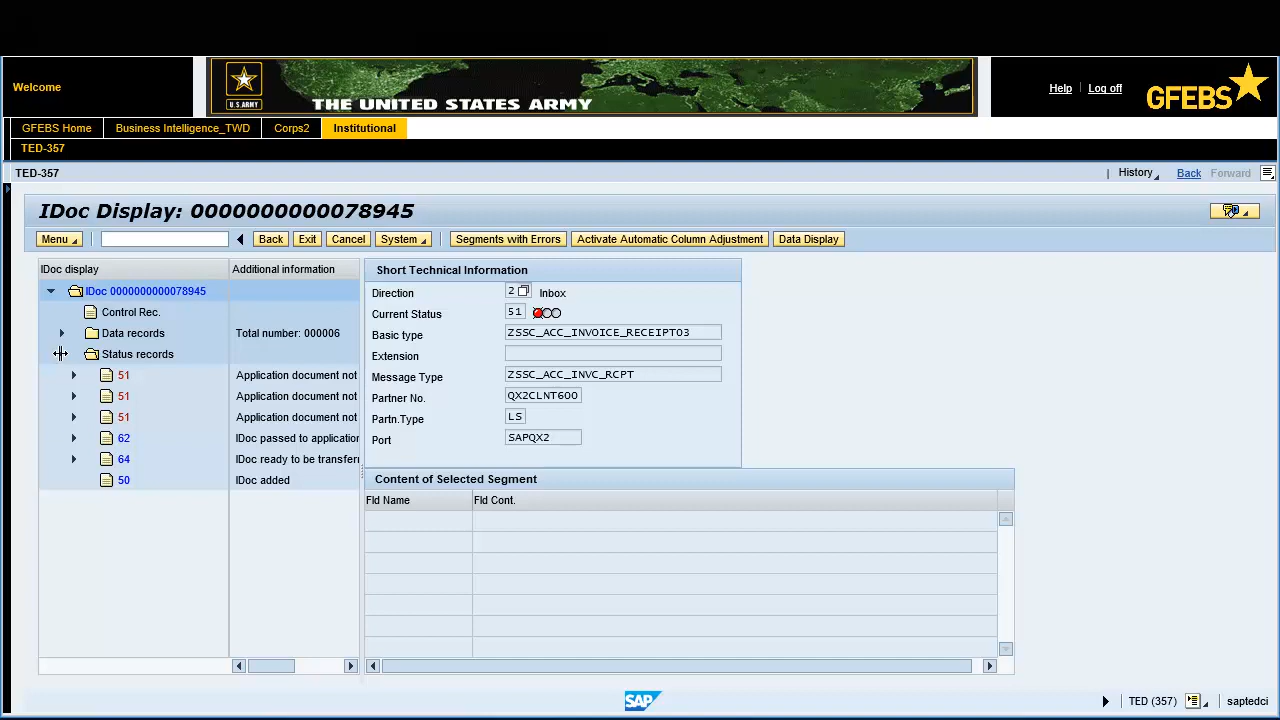 Welcome
U.S.ARMY
THE UNITED STATES ARMY
Help
Log off
GFEBS
GFEBS Home
Business Intelligence_TWD
Corps2
Institutional
TED-357
TED-357
History
Back
Forward
IDoc Display: 0000000000078945
Menu
Back
Exit
Cancel
System
Segments with Errors
Activate Automatic Column Adjustment
Data Display
IDoc display
Additional information
IDoc 0000000000078945
Control Rec.
Data records
Total number: 000006
Status records
51
Application document not
51
Application document not
51
Application document not
62
IDoc passed to application
64
IDoc ready to be transfer
50
IDoc added
Short Technical Information
Direction
2
Inbox
Current Status
51
Basic type
ZSSC_ACC_INVOICE_RECEIPT03
Extension
Message Type
ZSSC_ACC_INVC_RCPT
Partner No.
QX2CLNT600
Partn.Type
LS
Port
SAPQX2
Content of Selected Segment
Fld Name
Fld Cont.
SAP
TED (357)
saptedci